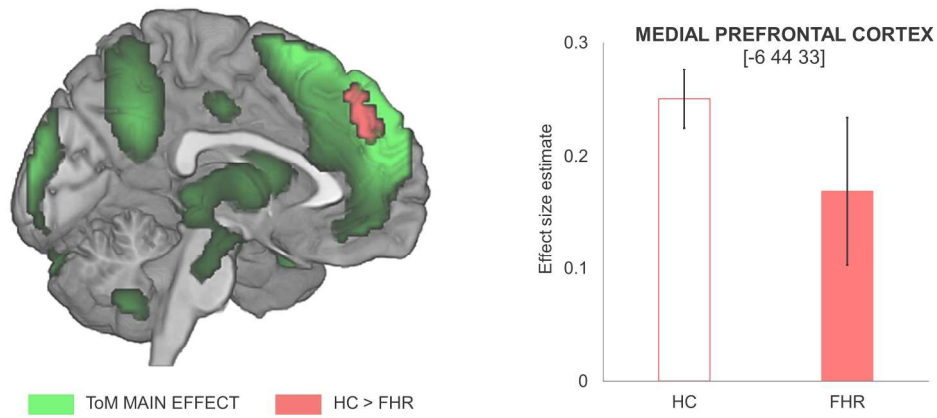 MEDIAL PREFRONTAL CORTEX
[-6 44 33]
Effect size estimate
0.3
0.2
0.1
0
HC
FHR
ToM MAIN EFFECT
HC > FHR